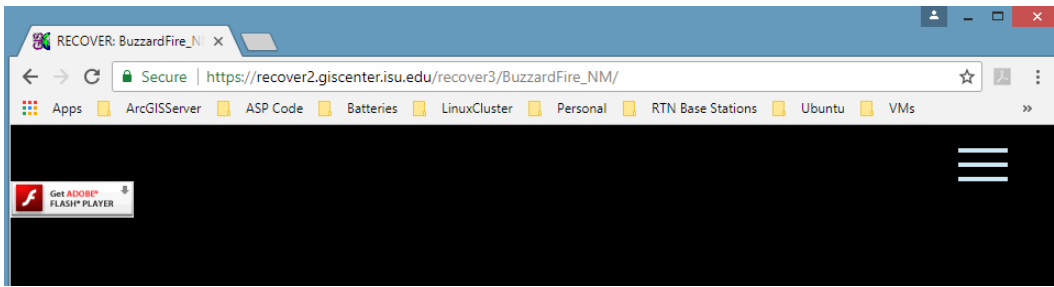 RECOVER: BuzzardFire_N
Secure | https://recover2.giscenter.isu.edu/recover3/BuzzardFire_NM/
Apps ArcGISServer ASP Code Batteries LinuxCluster Personal RTN Base Stations Ubuntu VMs »
Get ADOBE®
FLASH® PLAYER